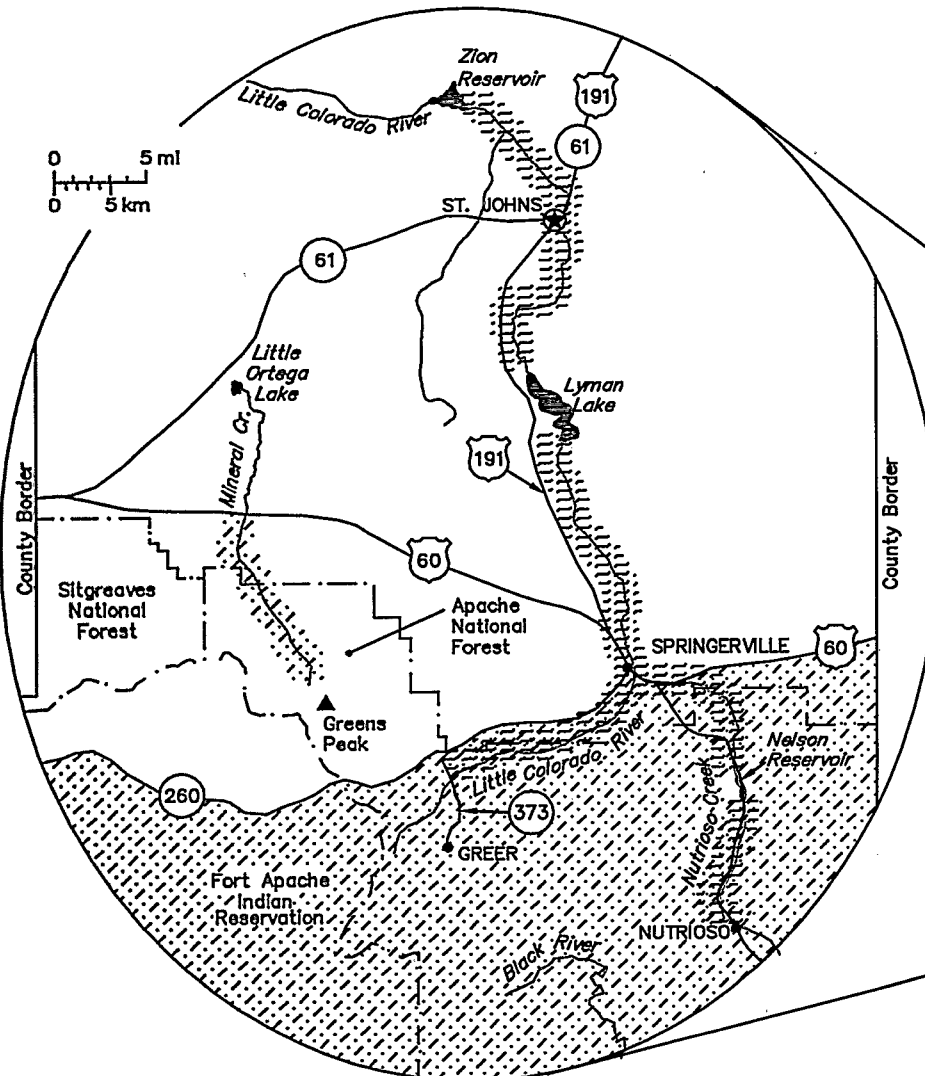 Zion
Reservoir
Little Colorado River
191
61
0 5 mi
0 5 km
ST. JOHNS
61
Little
Ortega
Lake
Lyman
Lake
Mineral Cr.
191
County Border
County Border
60
Sitgreaves
National
Forest
Apache
National
Forest
SPRINGERVILLE
60
Greens
Peak
Little Colorado River
Nelson
Reservoir
260
373
Nutrioso Creek
GREER
Fort Apache
Indian
Reservation
NUTRIOSO
Black River